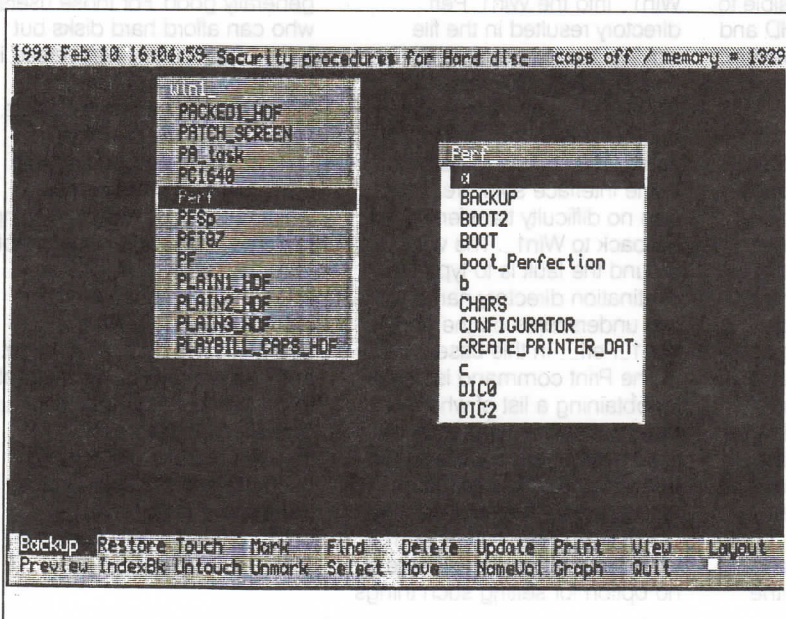 1993 Feb 10 16:04:59 Security procedures for Hard disc caps off / memory = 1329
win1_
PACKED1_HDF
PATCH_SCREEN
PA_task
PCI640
Perf
PFSp
PFI87
PF
PLAIN1_HDF
PLAIN2_HDF
PLAIN3_HDF
PLAYBILL_CAPS_HDF
Perf_
a
BACKUP
BOOT2
BOOT
boot_Perfection
b
CHARS
CONFIGURATOR
CREATE_PRINTER_DAT
c
DIC0
DIC2
Backup Restore Touch Mark Find Delete Update Print View Layout
Preview IndexBk Untouch Unmark Select Move NameVol Graph Quit